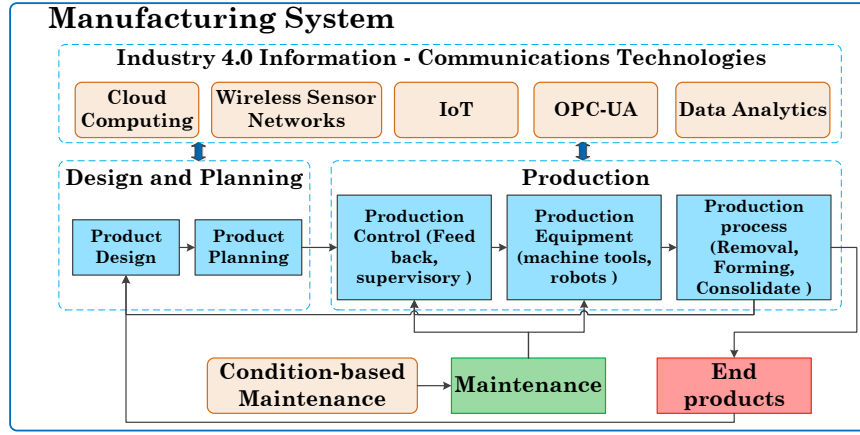 Manufacturing System
Industry 4.0 Information - Communications Technologies
Cloud
Computing
Wireless Sensor
Networks
IoT
OPC-UA
Data Analytics
Design and Planning
Production
Product
Design
Product
Planning
Production
Control (Feed
back,
supervisory )
Production
Equipment
(machine tools,
robots )
Production
process
(Removal,
Forming,
Consolidate )
Condition-based
Maintenance
Maintenance
End
products